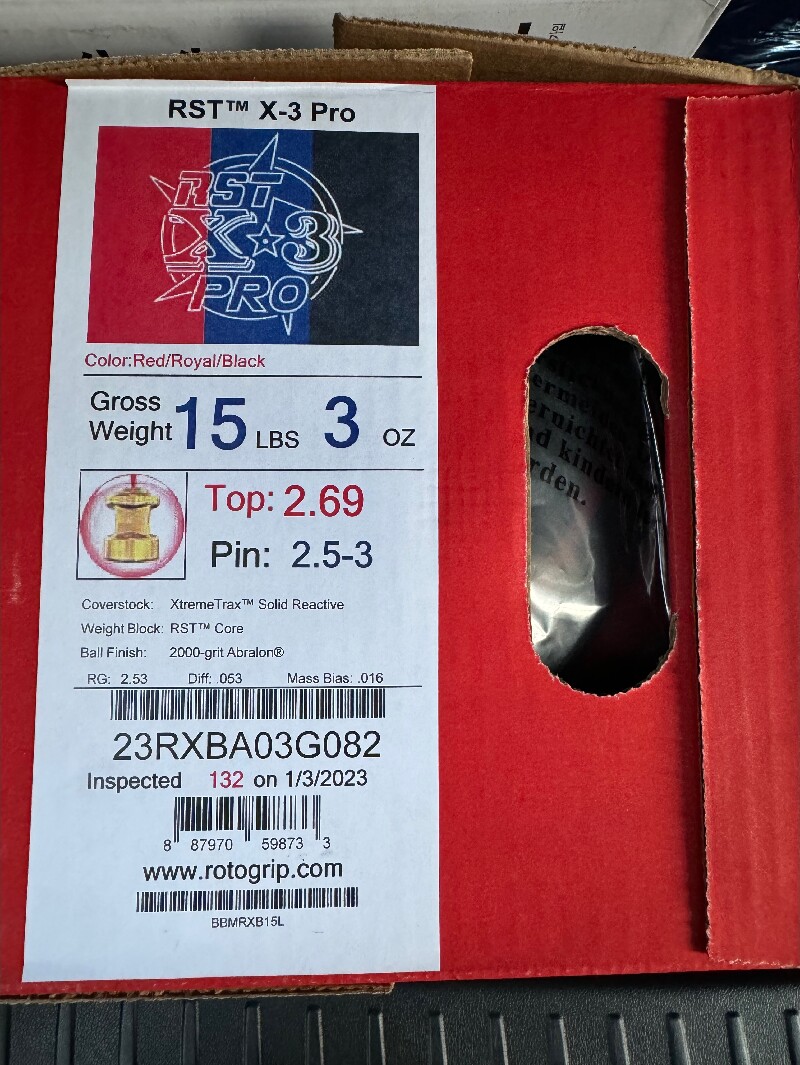 RST™ X-3 Pro
RST
X★3
PRO
Color:Red/Royal/Black
Gross Weight 15 LBS 3 OZ
Top: 2.69
Pin: 2.5-3
Coverstock: XtremeTrax™ Solid Reactive
Weight Block: RST™ Core
Ball Finish: 2000-grit Abralon®
RG: 2.53 Diff: .053 Mass Bias: .016
23RXBA03G082
Inspected 132 on 1/3/2023
8 87970 59873 3
www.rotogrip.com
BBMRXB15L
rden.